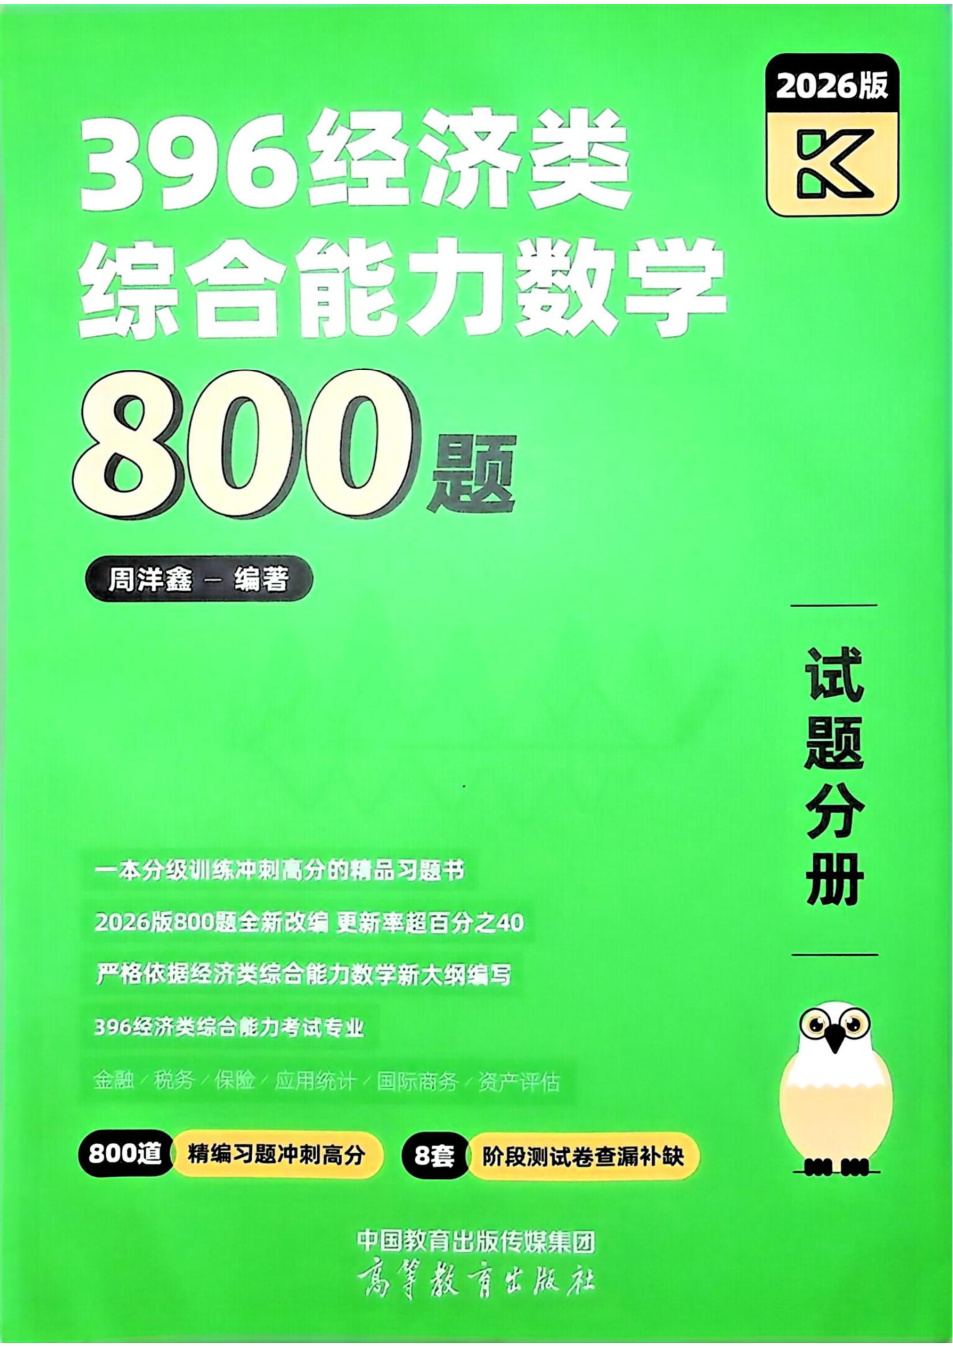 2026版
396经济类
综合能力数学
800题
周洋鑫 — 编著
试题分册
一本分级训练冲刺高分的精品习题书
2026版800题全新改编 更新率超百分之40
严格依据经济类综合能力数学新大纲编写
396经济类综合能力考试专业
金融/税务/保险/应用统计/国际商务/资产评估
800道 精编习题冲刺高分 8套 阶段测试卷查漏补缺
中国教育出版传媒集团
高等教育出版社